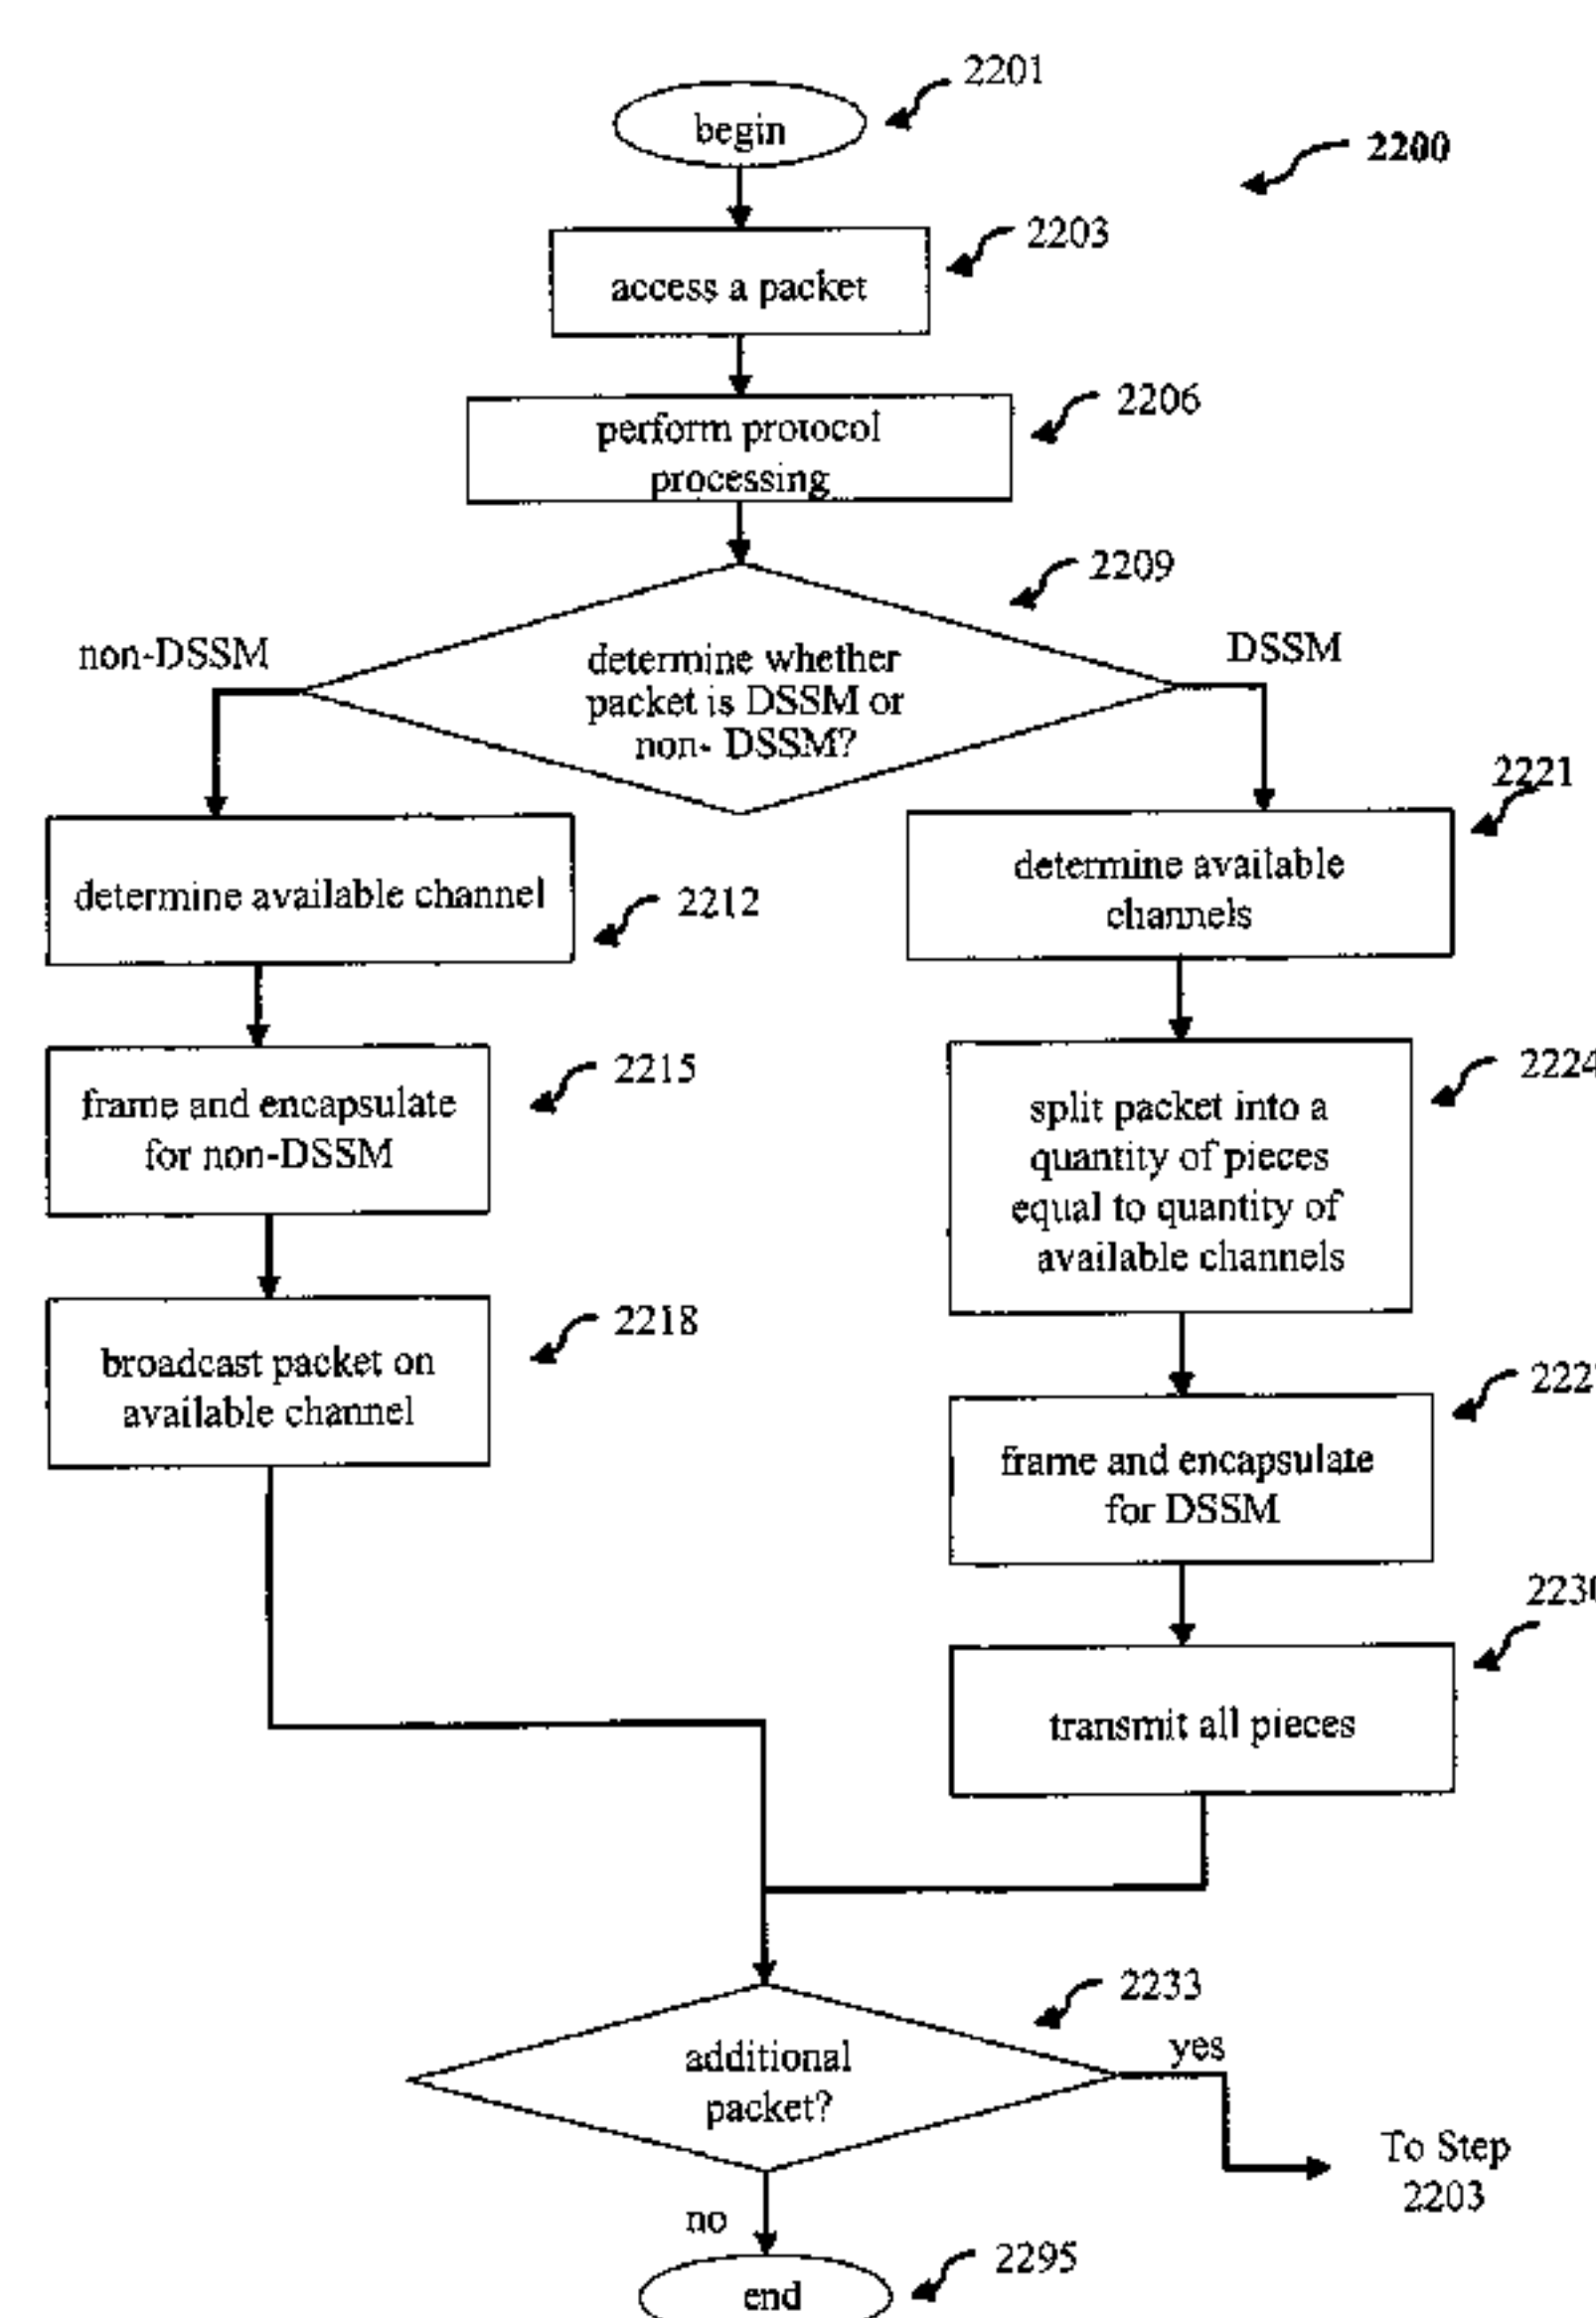 2201
begin
2200
2203
access a packet
2206
perform protocol
processing
2209
non-DSSM
DSSM
determine whether
packet is DSSM or
non- DSSM?
2221
determine available channel
2212
determine available
channels
2215
frame and encapsulate
for non-DSSM
2224
split packet into a
quantity of pieces
equal to quantity of
available channels
2218
broadcast packet on
available channel
frame and encapsulate
for DSSM
2230
transmit all pieces
2233
additional
packet?
yes
To Step
2203
no
2295
end